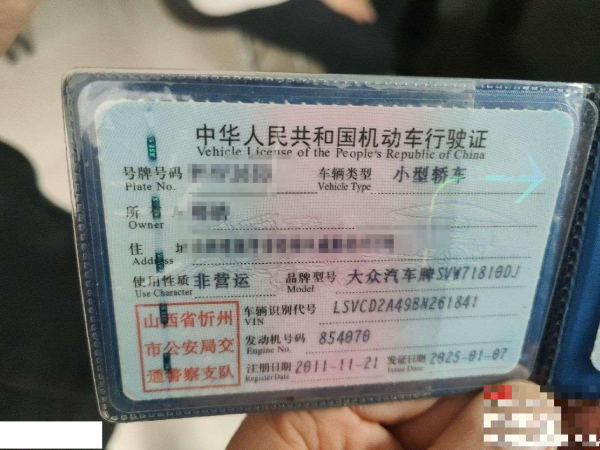 中华人民共和国机动车行驶证
Vehicle License of the People's Republic of China
号牌号码 车辆类型 小型轿车
Plate No. Vehicle Type
所 人
Owner
住 址
Address
使用性质 非营运 品牌型号 大众汽车牌SVW71810DJ
Use Character Model
山西省忻州
市公安局交
通警察支队
车辆识别代号 LSVCD2A49BN261841
VIN
发动机号码 854070
Engine No.
注册日期 2011-11-21 发证日期 2025-01-07
Register Date Issue Date